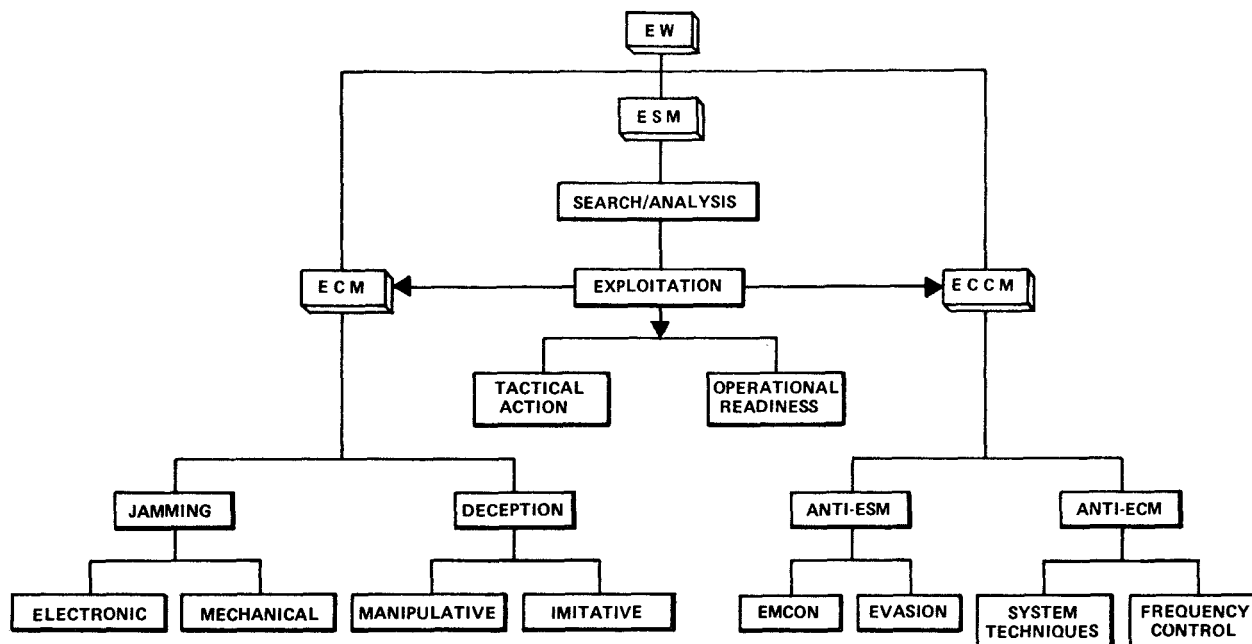 EW
ESM
SEARCH/ANALYSIS
ECM
EXPLOITATION
ECCM
TACTICAL
ACTION
OPERATIONAL
READINESS
JAMMING
DECEPTION
ANTI-ESM
ANTI-ECM
ELECTRONIC
MECHANICAL
MANIPULATIVE
IMITATIVE
EMCON
EVASION
SYSTEM
TECHNIQUES
FREQUENCY
CONTROL